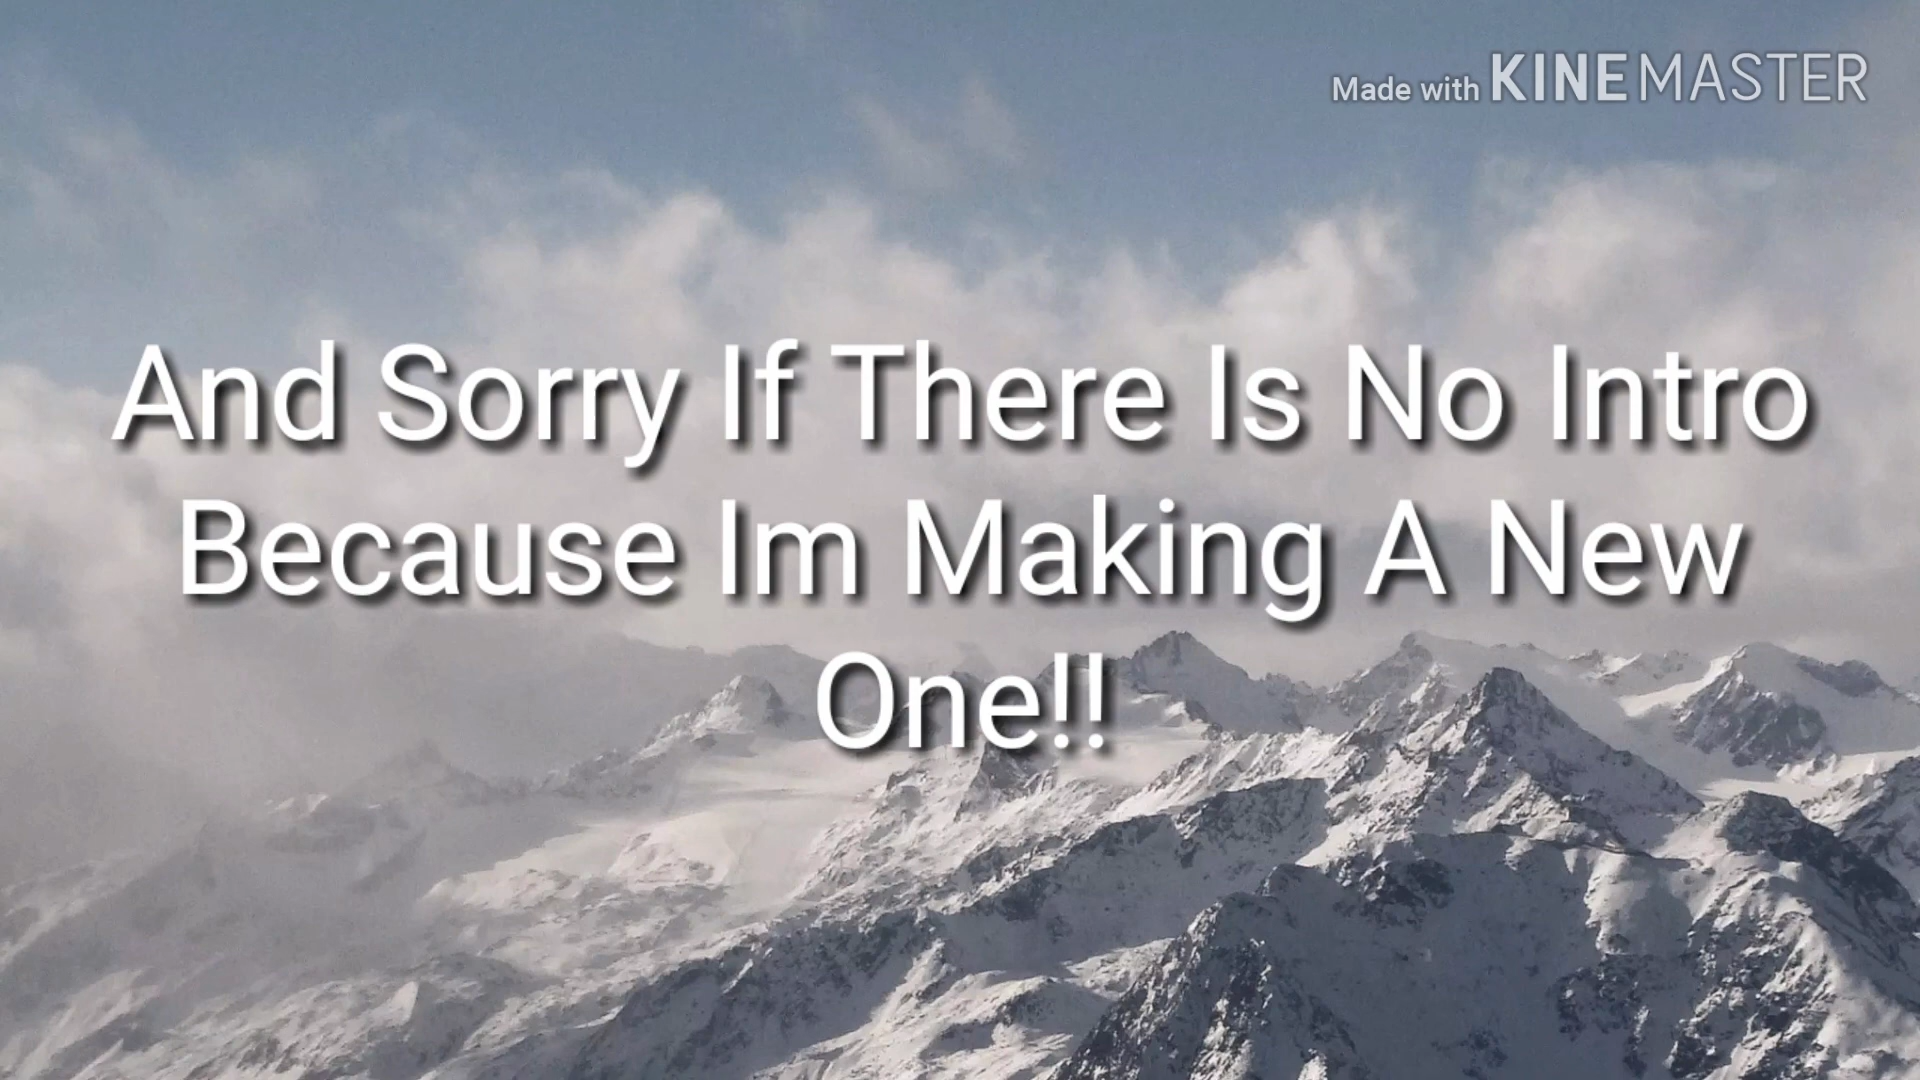 Made with KINEMASTER
And Sorry If There Is No Intro
Because Im Making A New
One!!